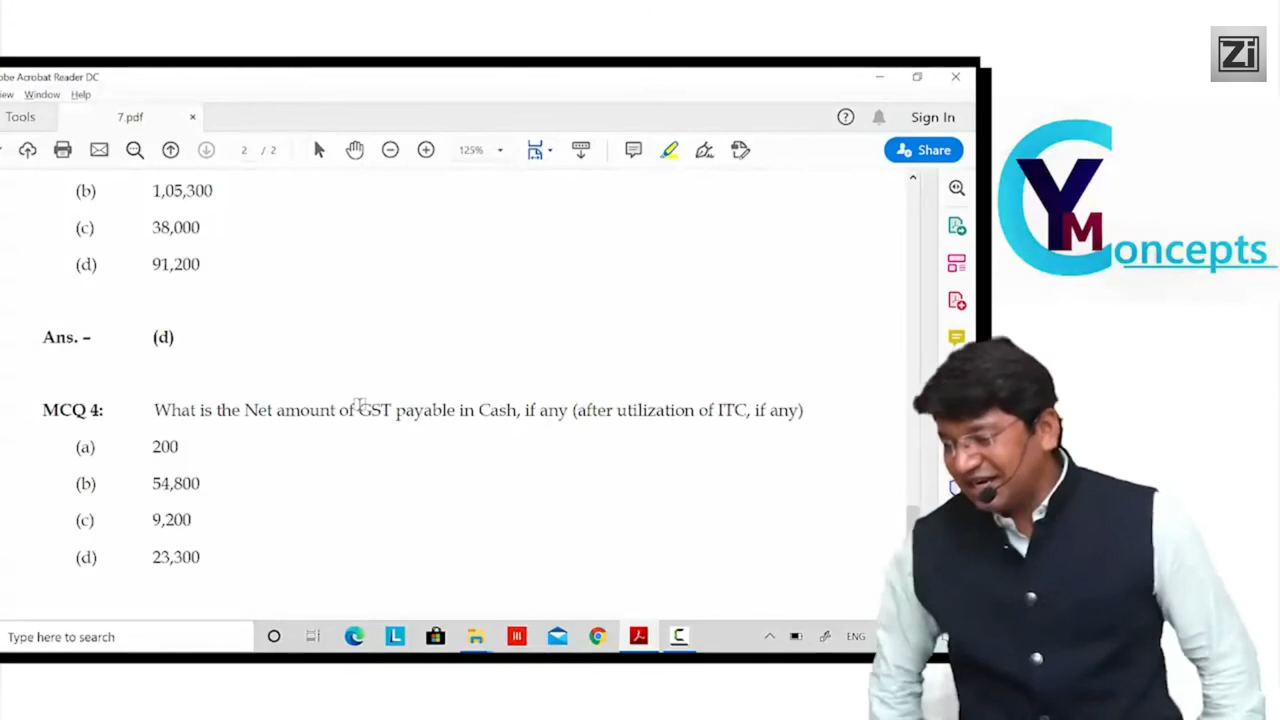 Zi
obe Acrobat Reader DC
iew Window Help
Tools 7.pdf × Sign In
2 / 2 125% Share
(b) 1,05,300
(c) 38,000
(d) 91,200
Ans. – (d)
MCQ 4: What is the Net amount of GST payable in Cash, if any (after utilization of ITC, if any)
(a) 200
(b) 54,800
(c) 9,200
(d) 23,300
Type here to search ENG
CYM
oncepts